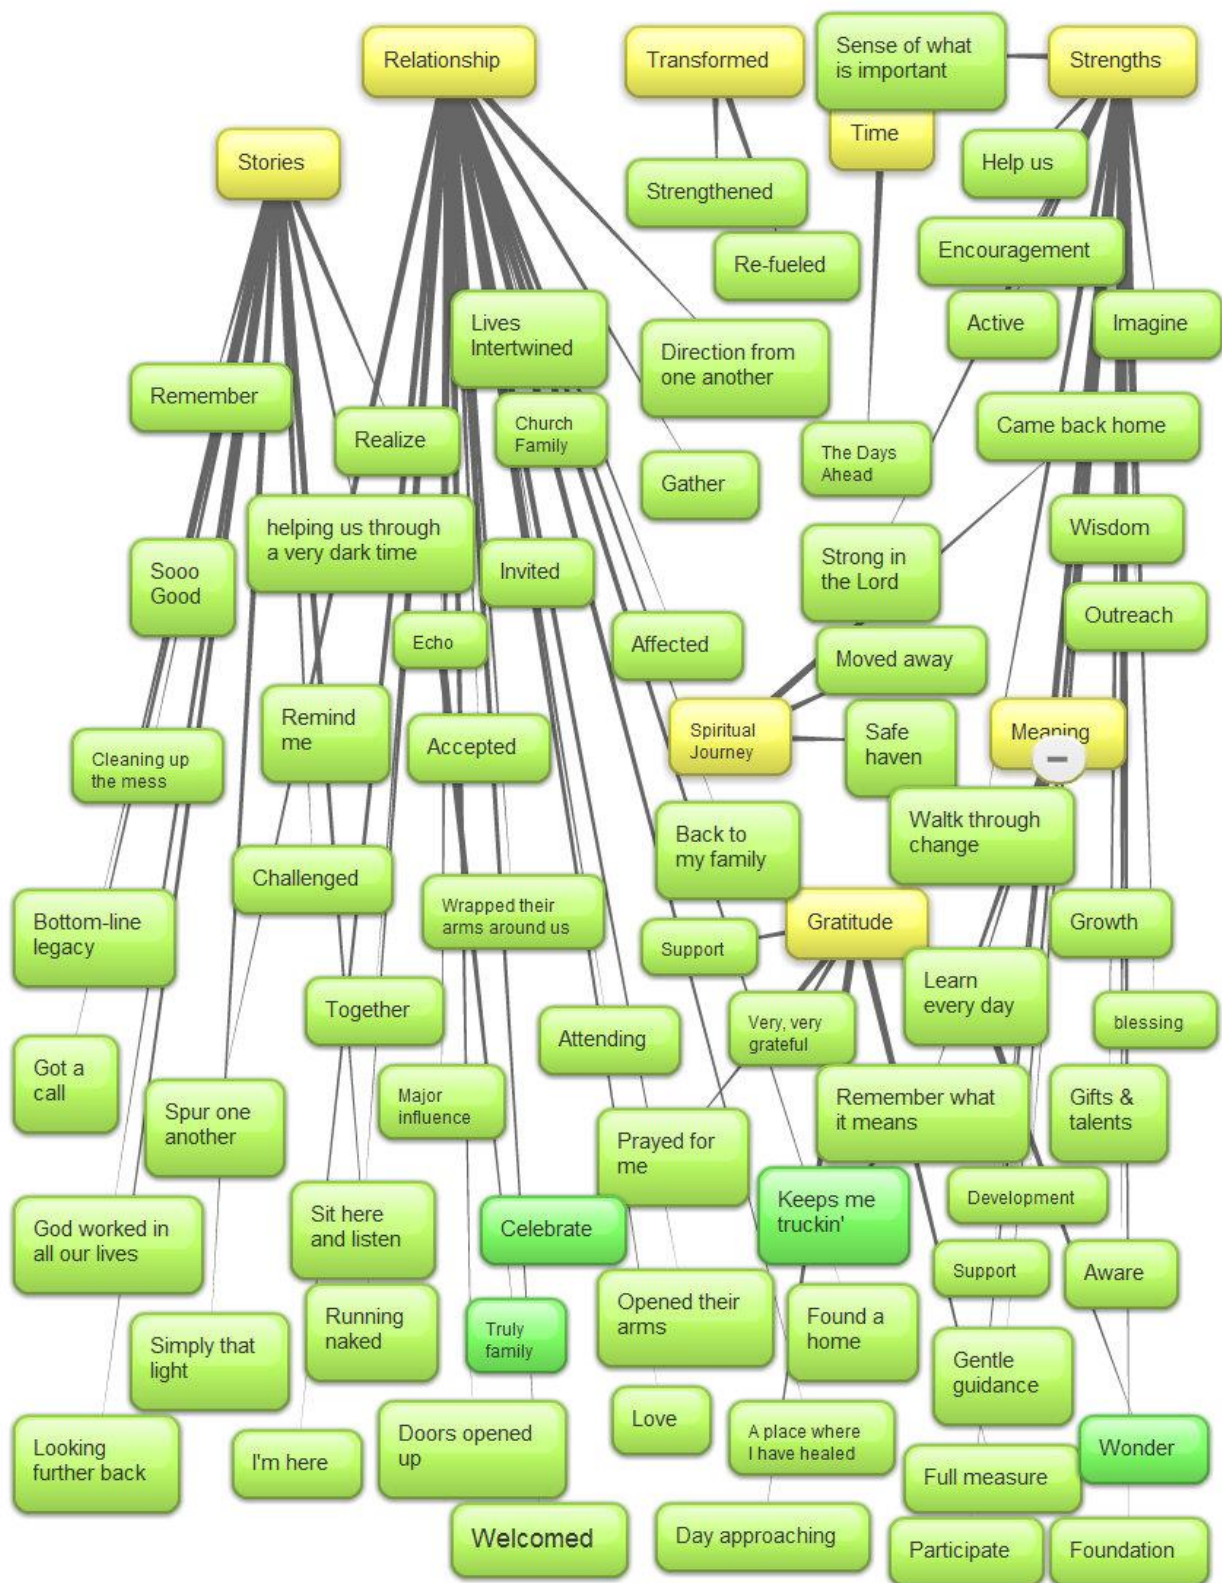 Relationship
Transformed
Sense of what
is important
Strengths
Time
Stories
Help us
Strengthened
Encouragement
Re-fueled
Lives
Intertwined
Active
Imagine
Direction from
one another
Remember
Realize
Church
Family
Came back home
The Days
Ahead
Gather
helping us through
a very dark time
Wisdom
Sooo
Good
Invited
Strong in
the Lord
Outreach
Echo
Affected
Moved away
Remind
me
Accepted
Spiritual
Journey
Safe
haven
Meaning
Cleaning up
the mess
Back to
my family
Waltk through
change
Challenged
Bottom-line
legacy
Wrapped their
arms around us
Support
Gratitude
Growth
Learn
every day
Together
Attending
Very, very
grateful
blessing
Got a
call
Spur one
another
Major
influence
Prayed for
me
Remember what
it means
Gifts &
talents
God worked in
all our lives
Sit here
and listen
Celebrate
Keeps me
truckin'
Development
Support
Aware
Simply that
light
Running
naked
Truly
family
Opened their
arms
Found a
home
Gentle
guidance
Looking
further back
I'm here
Doors opened
up
Love
A place where
I have healed
Full measure
Wonder
Welcomed
Day approaching
Participate
Foundation